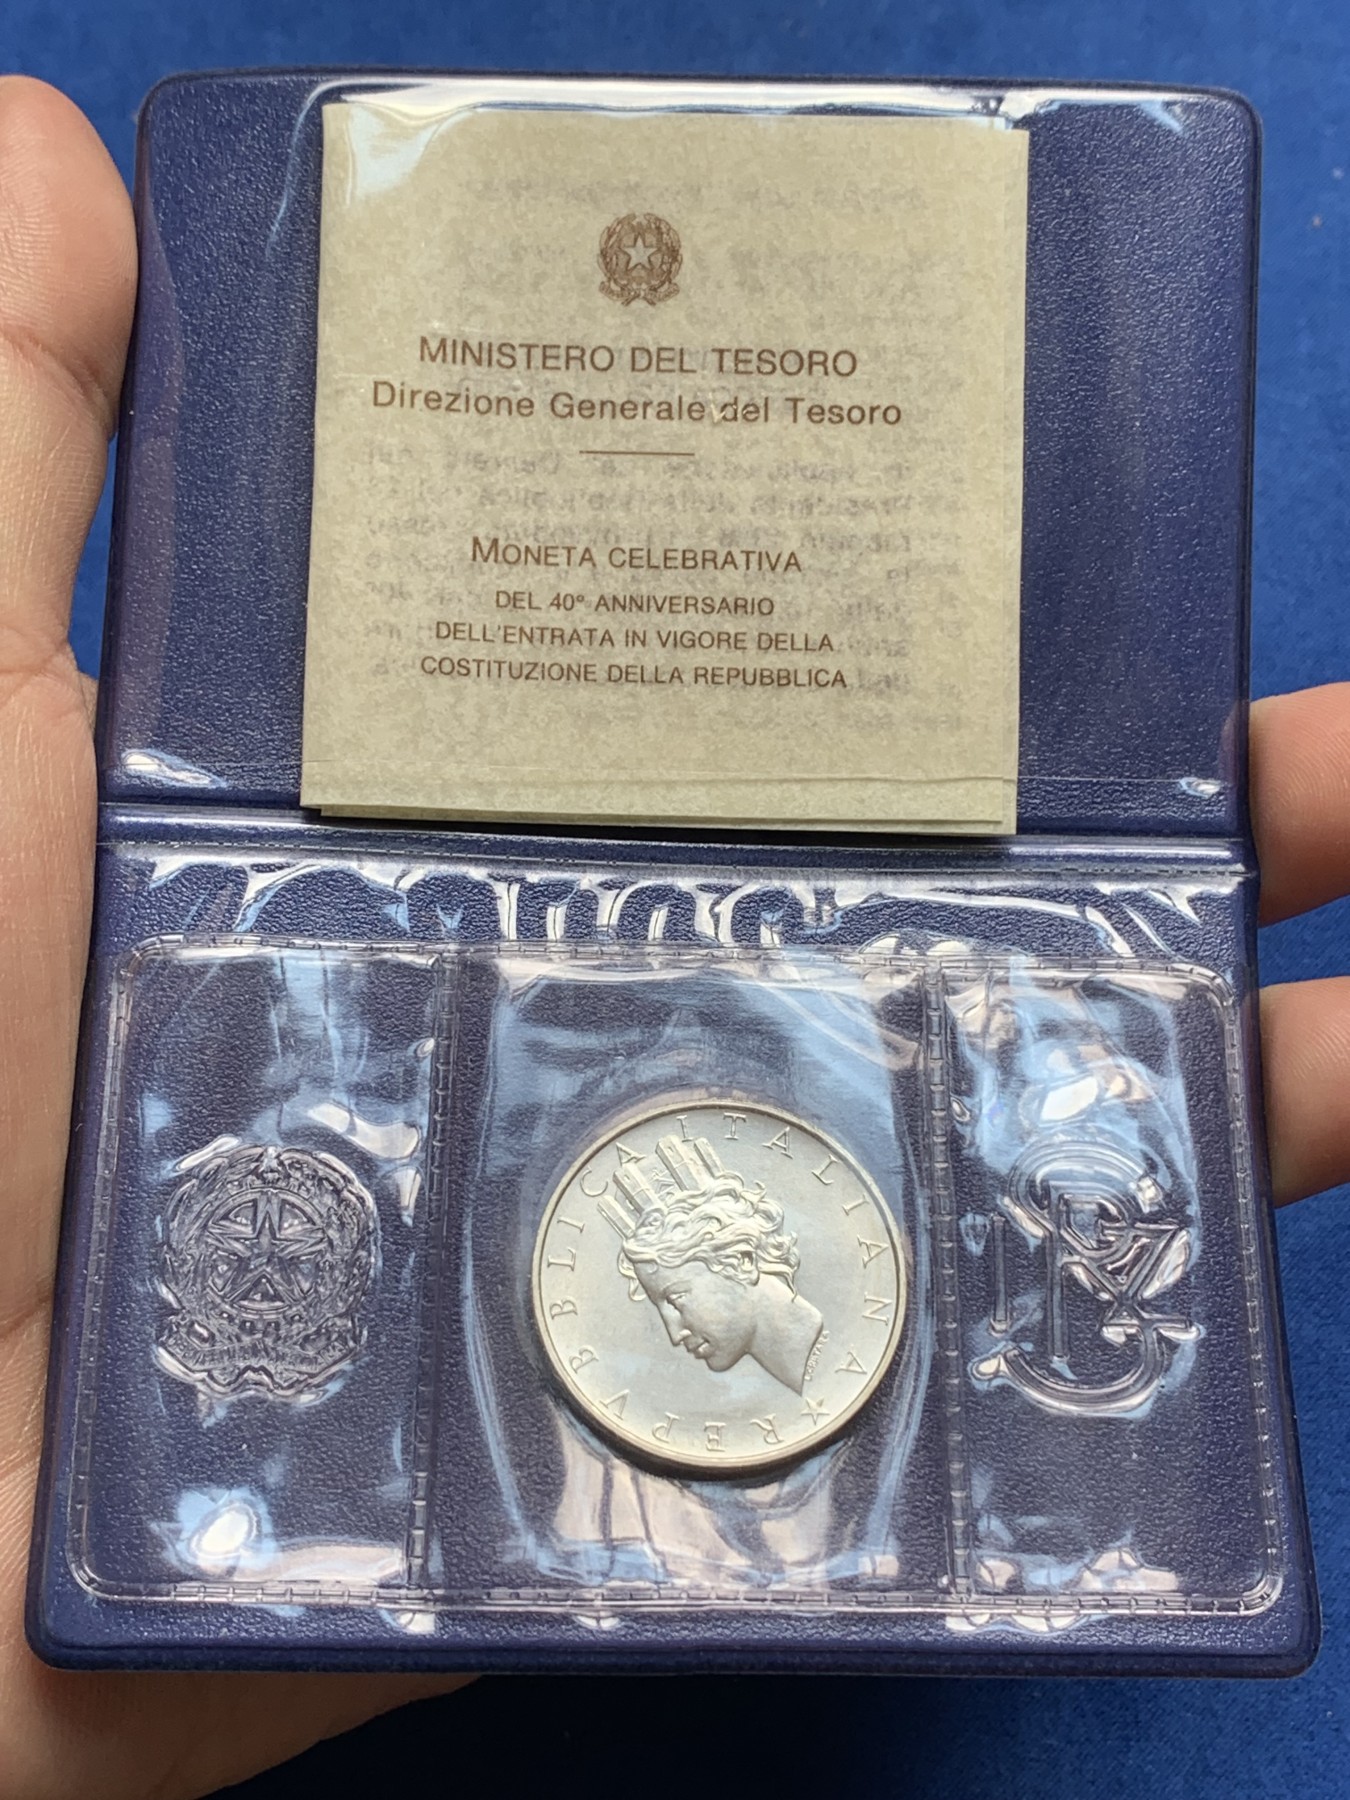 MINISTERO DEL TESORO
Direzione Generale del Tesoro
MONETA CELEBRATIVA
DEL 40° ANNIVERSARIO
DELL'ENTRATA IN VIGORE DELLA
COSTITUZIONE DELLA REPUBBLICA
REPVBBLICA ITALIANA ★